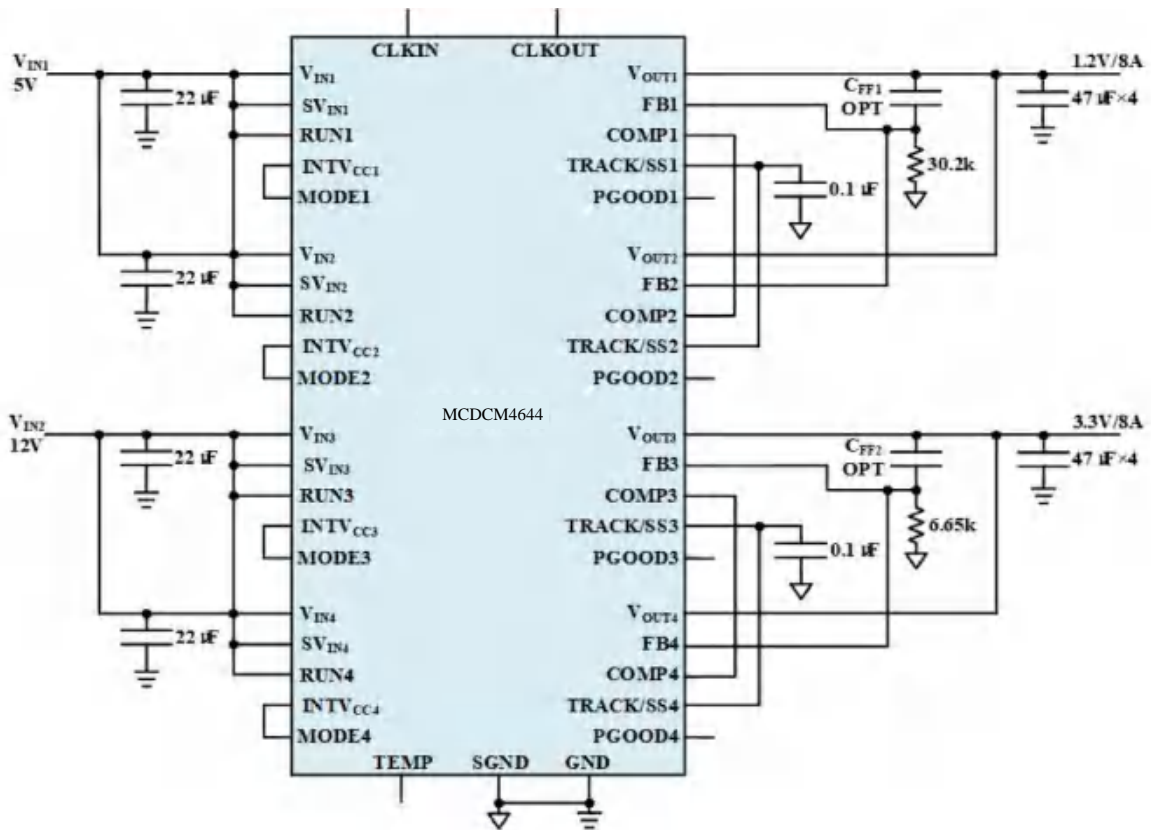 CLKIN
CLKOUT
VIN1
5V
22 µF
VIN1
SVIN1
RUN1
INTVCC1
MODE1
VOUT1
FB1
COMP1
TRACK/SS1
PGOOD1
CFF1
OPT
1.2V/8A
47 µF×4
30.2k
0.1 µF
22 µF
VIN2
SVIN2
RUN2
INTVCC2
MODE2
VOUT2
FB2
COMP2
TRACK/SS2
PGOOD2
MCDCM4644
VIN2
12V
22 µF
VIN3
SVIN3
RUN3
INTVCC3
MODE3
VOUT3
FB3
COMP3
TRACK/SS3
PGOOD3
CFF2
OPT
3.3V/8A
47 µF×4
6.65k
0.1 µF
22 µF
VIN4
SVIN4
RUN4
INTVCC4
MODE4
VOUT4
FB4
COMP4
TRACK/SS4
PGOOD4
TEMP
SGND
GND